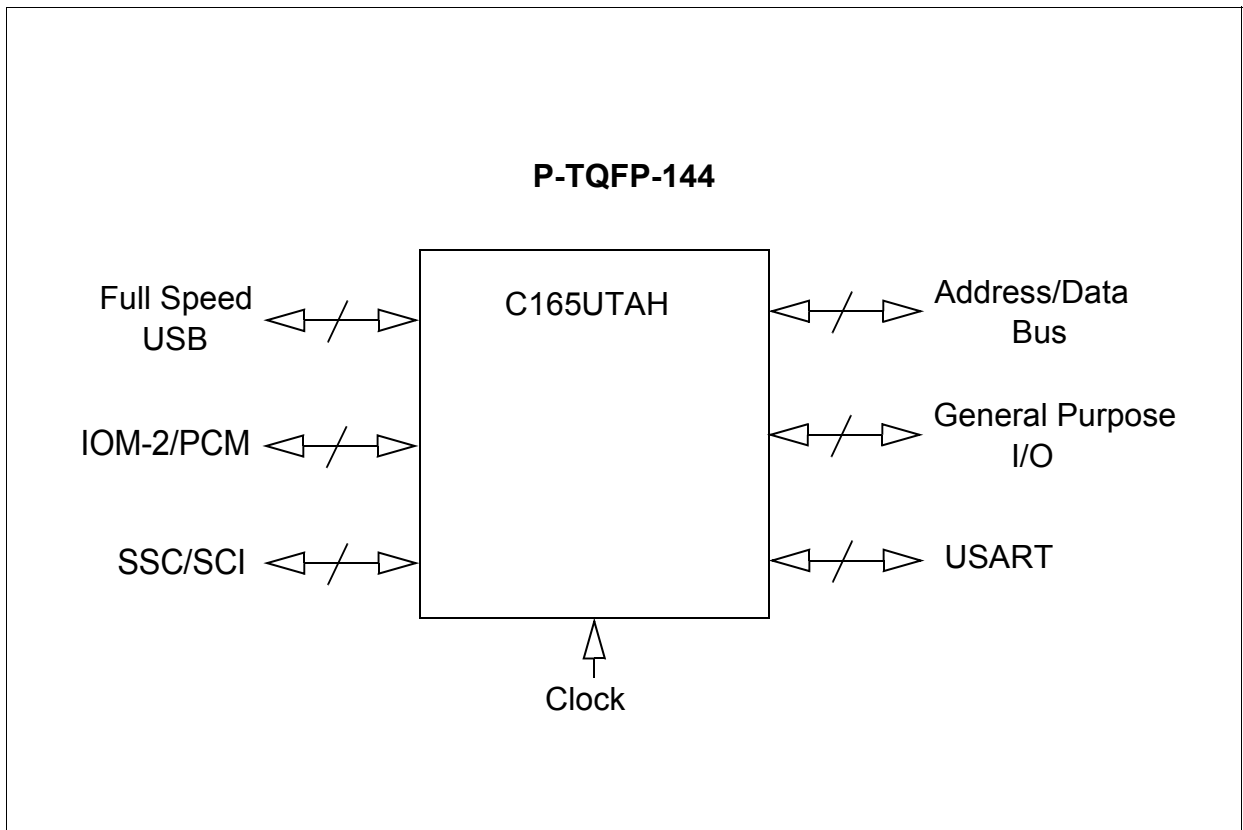 P-TQFP-144
C165UTAH
Full Speed
USB
IOM-2/PCM
SSC/SCI
Address/Data
Bus
General Purpose
I/O
USART
Clock